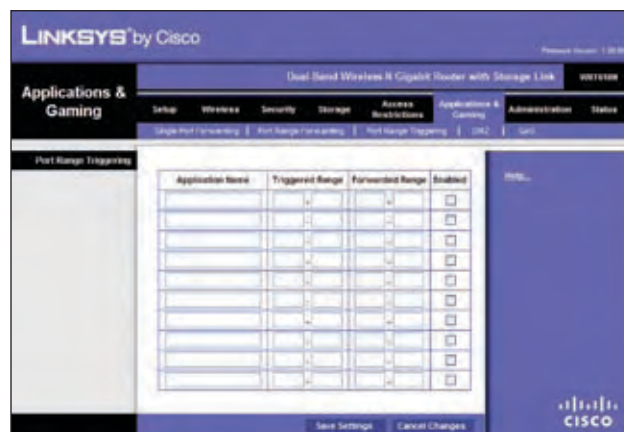 LINKSYS® by Cisco
Dual-Band Wireless-N Gigabit Router with Storage Link
Applications & Gaming
Setup Wireless Security Storage Access Restrictions Applications & Gaming Administration Status
Single Port Forwarding | Port Range Forwarding | Port Range Triggering | DMZ | QoS
Port Range Triggering
Application Name Triggered Range Forwarded Range Enabled
Help...
Save Settings Cancel Changes
CISCO